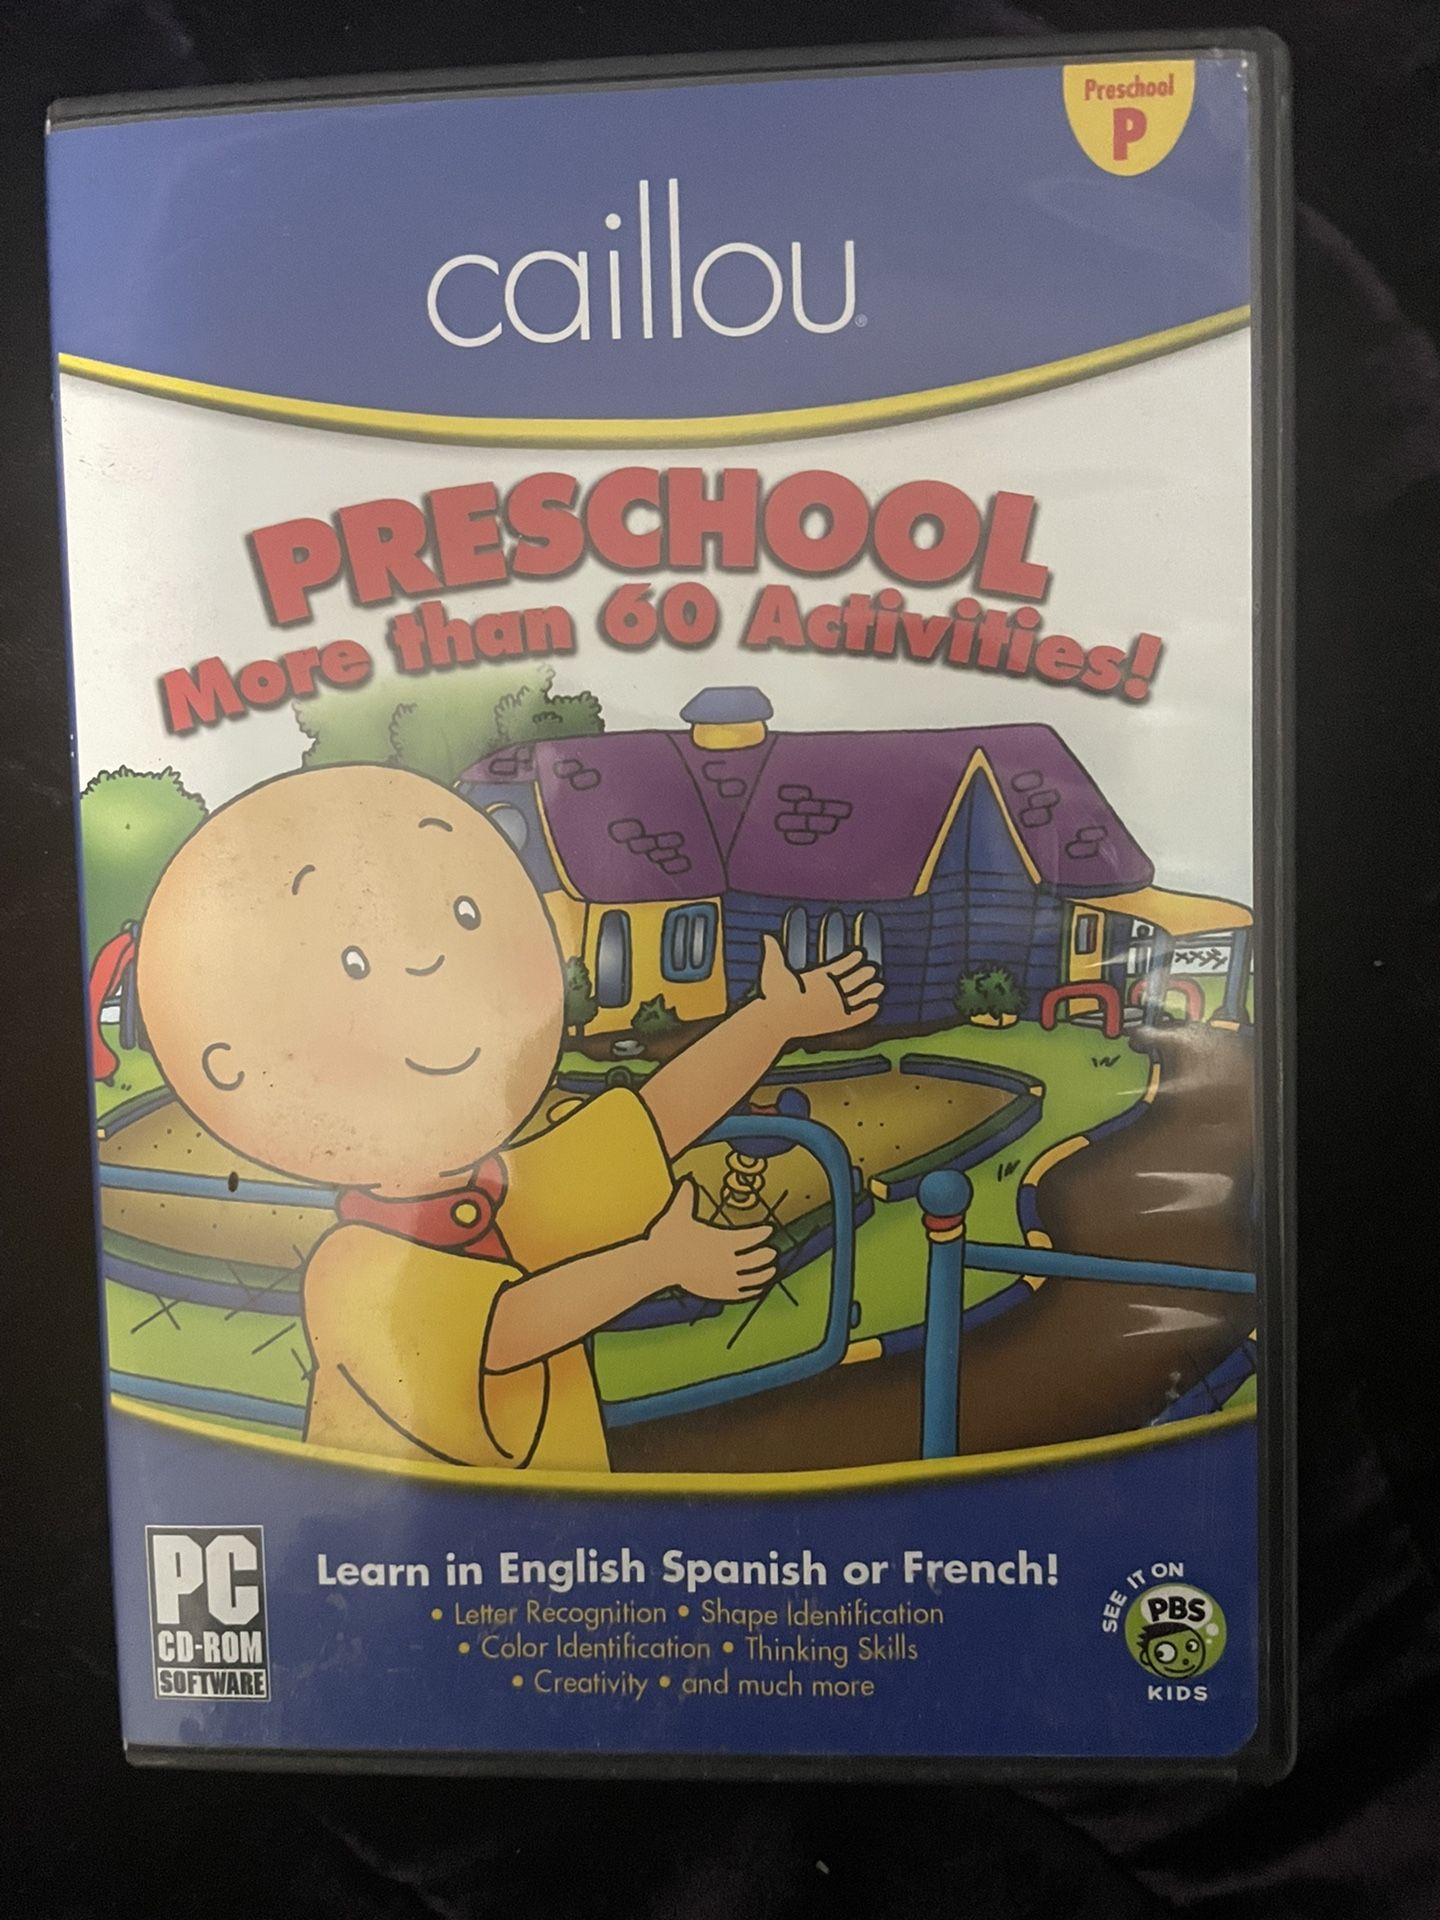 Preschool
P
caillou®
PRESCHOOL
More than 60 Activities!
PC
CD-ROM
SOFTWARE
Learn in English Spanish or French!
• Letter Recognition • Shape Identification
• Color Identification • Thinking Skills
• Creativity • and much more
SEE IT ON
PBS
KIDS